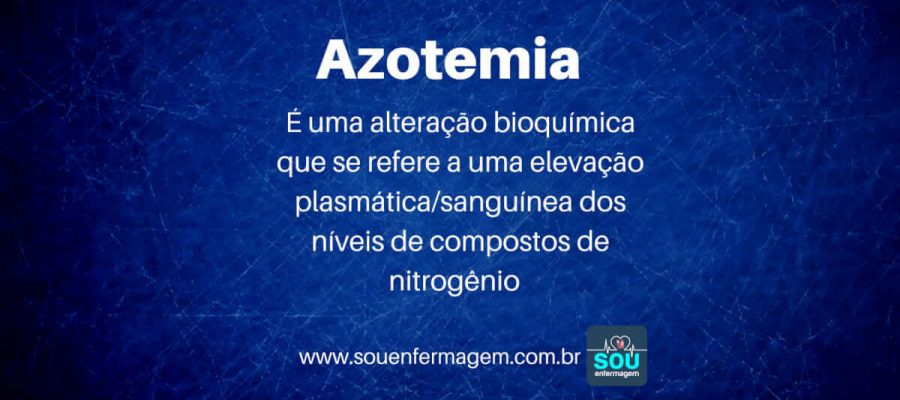 Azotemia
É uma alteração bioquímica
que se refere a uma elevação
plasmática/sanguínea dos
níveis de compostos de
nitrogênio
www.souenfermagem.com.br
SOU
enfermagem